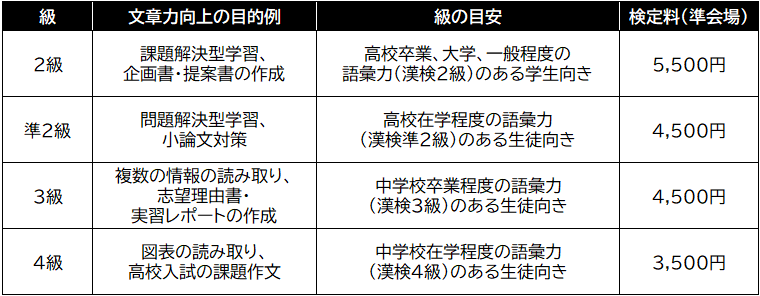 級 文章力向上の目的例 級の目安 検定料(準会場)
2級 課題解決型学習、 高校卒業、大学、一般程度の 5,500円
企画書・提案書の作成 語彙力(漢検2級)のある学生向き
準2級 問題解決型学習、 高校在学程度の語彙力 4,500円
小論文対策 (漢検準2級)のある生徒向き
3級 複数の情報の読み取り、 中学校卒業程度の語彙力 4,500円
志望理由書・ (漢検3級)のある生徒向き
実習レポートの作成
4級 図表の読み取り、 中学校在学程度の語彙力 3,500円
高校入試の課題作文 (漢検4級)のある生徒向き